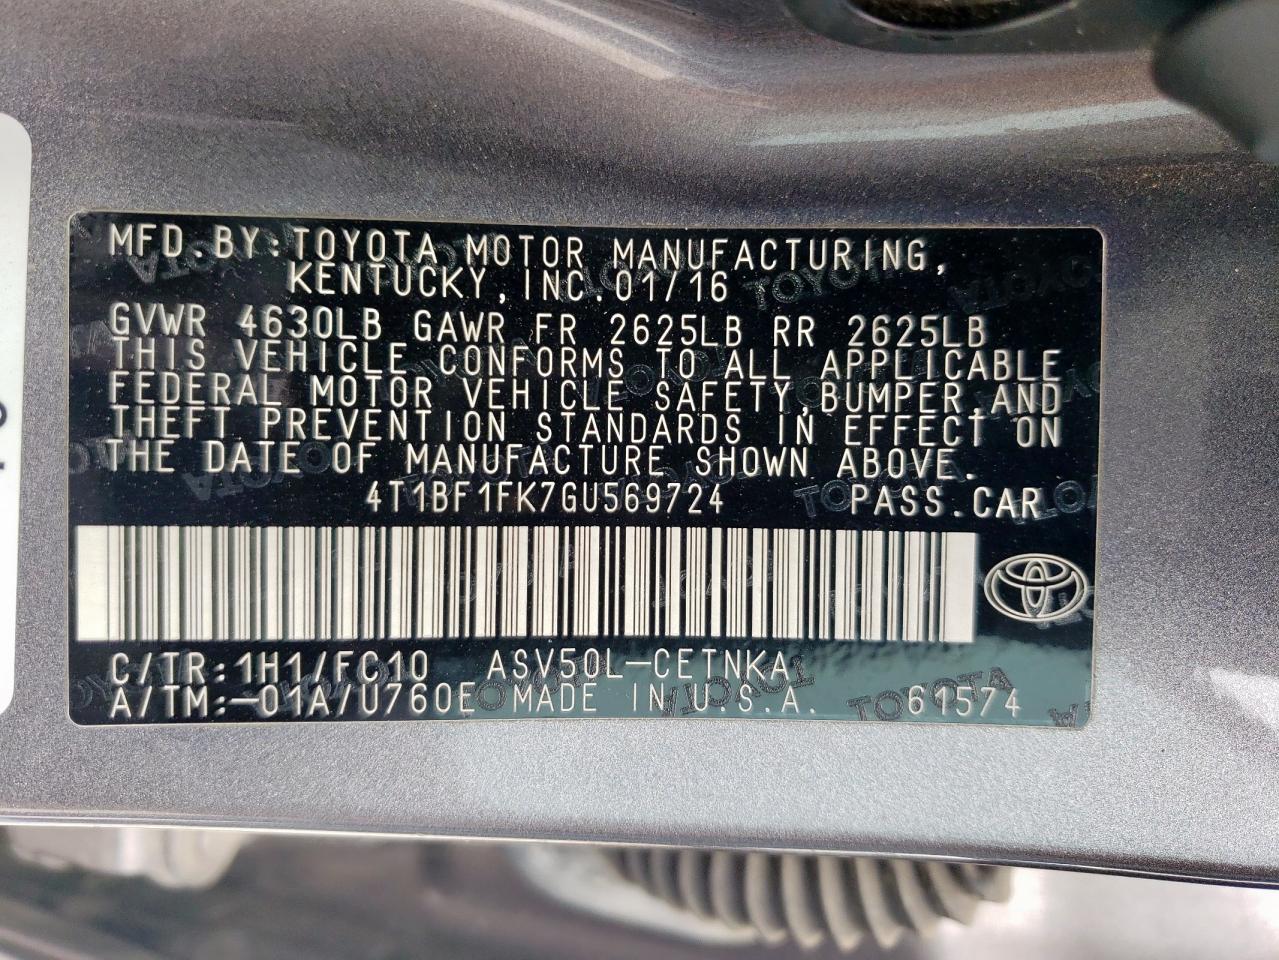 MFD.BY:TOYOTA MOTOR MANUFACTURING,
KENTUCKY,INC.01/16
GVWR 4630LB GAWR FR 2625LB RR 2625LB
THIS VEHICLE CONFORMS TO ALL APPLICABLE
FEDERAL MOTOR VEHICLE SAFETY,BUMPER,AND
THEFT PREVENTION STANDARDS IN EFFECT ON
THE DATE OF MANUFACTURE SHOWN ABOVE.
4T1BF1FK7GU569724 PASS.CAR
C/TR:1H1/FC10 ASV50L-CETNKA
A/TM:-01A/U760E MADE IN U.S.A. 61574